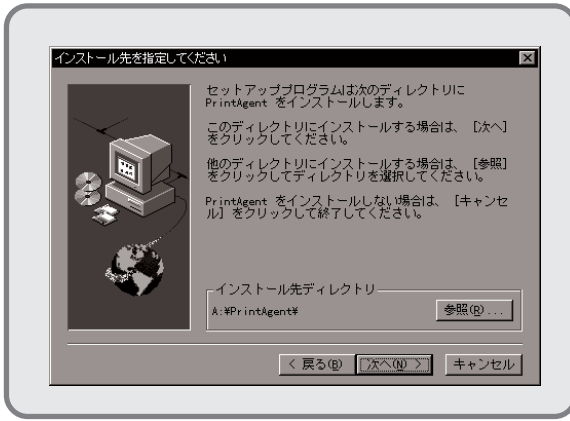 インストール先を指定してください
セットアッププログラムは次のディレクトリに
PrintAgent をインストールします。
このディレクトリにインストールする場合は、［次へ］
をクリックしてください。
他のディレクトリにインストールする場合は、［参照］
をクリックしてディレクトリを選択してください。
PrintAgent をインストールしない場合は、［キャンセ
ル］をクリックして終了してください。
インストール先ディレクトリ
A:¥PrintAgent¥
参照(R)...
< 戻る(B)
次へ(N) >
キャンセル